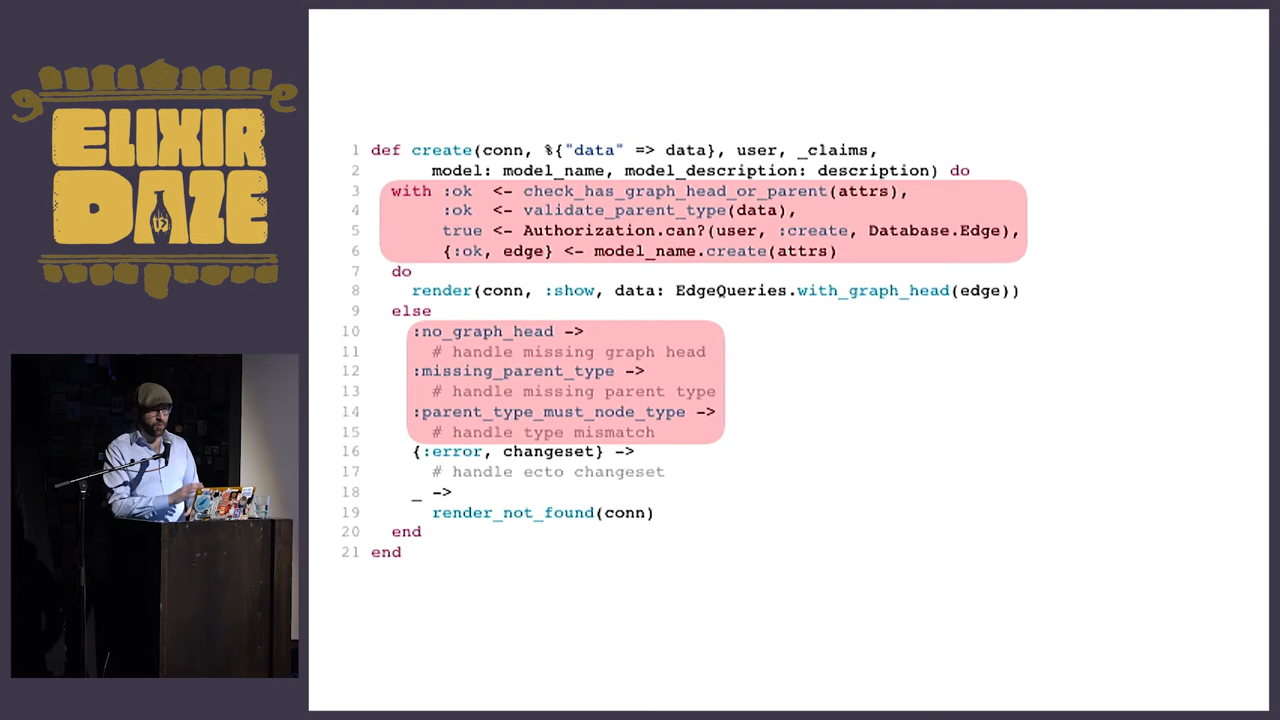 ELIXIR
DAZE
1 def create(conn, %{"data" => data}, user, _claims,
2 model: model_name, model_description: description) do
3 with :ok <- check_has_graph_head_or_parent(attrs),
4 :ok <- validate_parent_type(data),
5 true <- Authorization.can?(user, :create, Database.Edge),
6 {:ok, edge} <- model_name.create(attrs)
7 do
8 render(conn, :show, data: EdgeQueries.with_graph_head(edge))
9 else
10 :no_graph_head ->
11 # handle missing graph head
12 :missing_parent_type ->
13 # handle missing parent type
14 :parent_type_must_node_type ->
15 # handle type mismatch
16 {:error, changeset} ->
17 # handle ecto changeset
18 _ ->
19 render_not_found(conn)
20 end
21 end